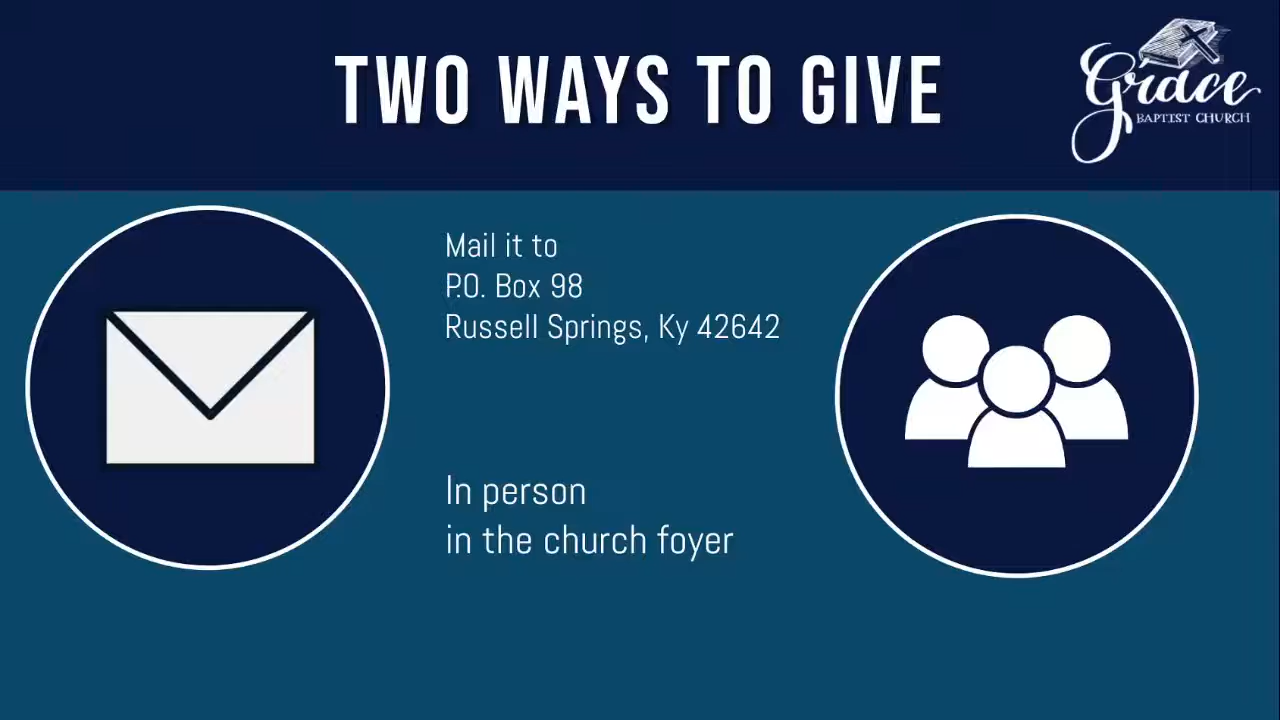 TWO WAYS TO GIVE
Grace
BAPTIST CHURCH
Mail it to
P.O. Box 98
Russell Springs, Ky 42642
In person
in the church foyer